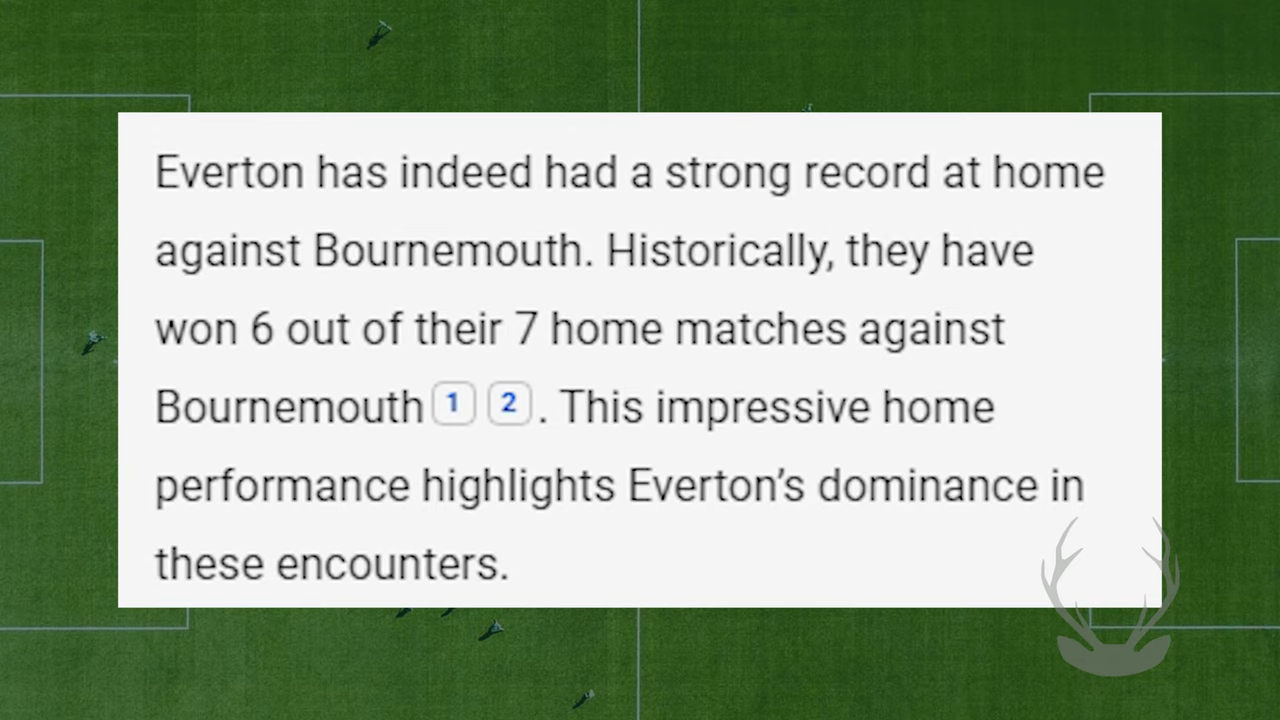 Everton has indeed had a strong record at home
against Bournemouth. Historically, they have
won 6 out of their 7 home matches against
Bournemouth 1 2 . This impressive home
performance highlights Everton’s dominance in
these encounters.